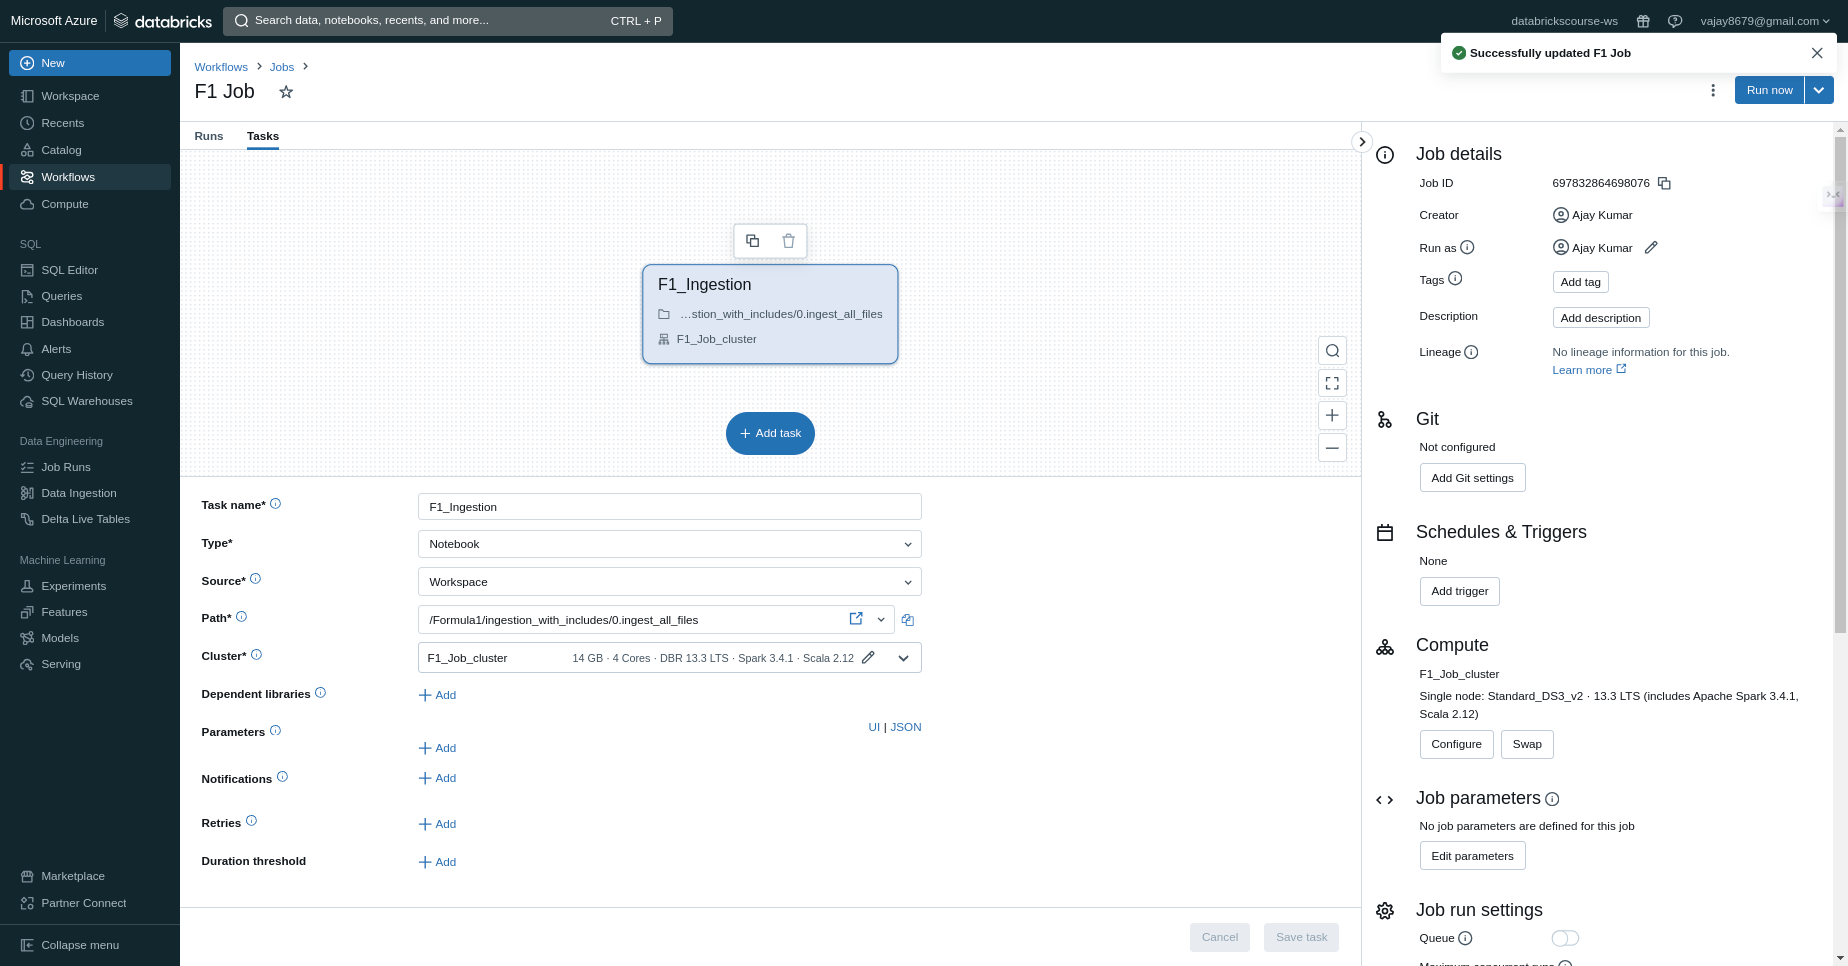 Microsoft Azure
databricks
Search data, notebooks, recents, and more...
CTRL + P
databrickscourse-ws
vajay8679@gmail.com
Successfully updated F1 Job
New
Workspace
Recents
Catalog
Workflows
Compute
SQL
SQL Editor
Queries
Dashboards
Alerts
Query History
SQL Warehouses
Data Engineering
Job Runs
Data Ingestion
Delta Live Tables
Machine Learning
Experiments
Features
Models
Serving
Marketplace
Partner Connect
Collapse menu
Workflows > Jobs >
F1 Job
Run now
Runs
Tasks
F1_Ingestion
...stion_with_includes/0.ingest_all_files
F1_Job_cluster
+ Add task
Task name*
F1_Ingestion
Type*
Notebook
Source*
Workspace
Path*
/Formula1/ingestion_with_includes/0.ingest_all_files
Cluster*
F1_Job_cluster
14 GB · 4 Cores · DBR 13.3 LTS · Spark 3.4.1 · Scala 2.12
Dependent libraries
+ Add
Parameters
UI | JSON
+ Add
Notifications
+ Add
Retries
+ Add
Duration threshold
+ Add
Cancel
Save task
Job details
Job ID
697832864698076
Creator
Ajay Kumar
Run as
Ajay Kumar
Tags
Add tag
Description
Add description
Lineage
No lineage information for this job.
Learn more
Git
Not configured
Add Git settings
Schedules & Triggers
None
Add trigger
Compute
F1_Job_cluster
Single node: Standard_DS3_v2 · 13.3 LTS (includes Apache Spark 3.4.1,
Scala 2.12)
Configure
Swap
Job parameters
No job parameters are defined for this job
Edit parameters
Job run settings
Queue